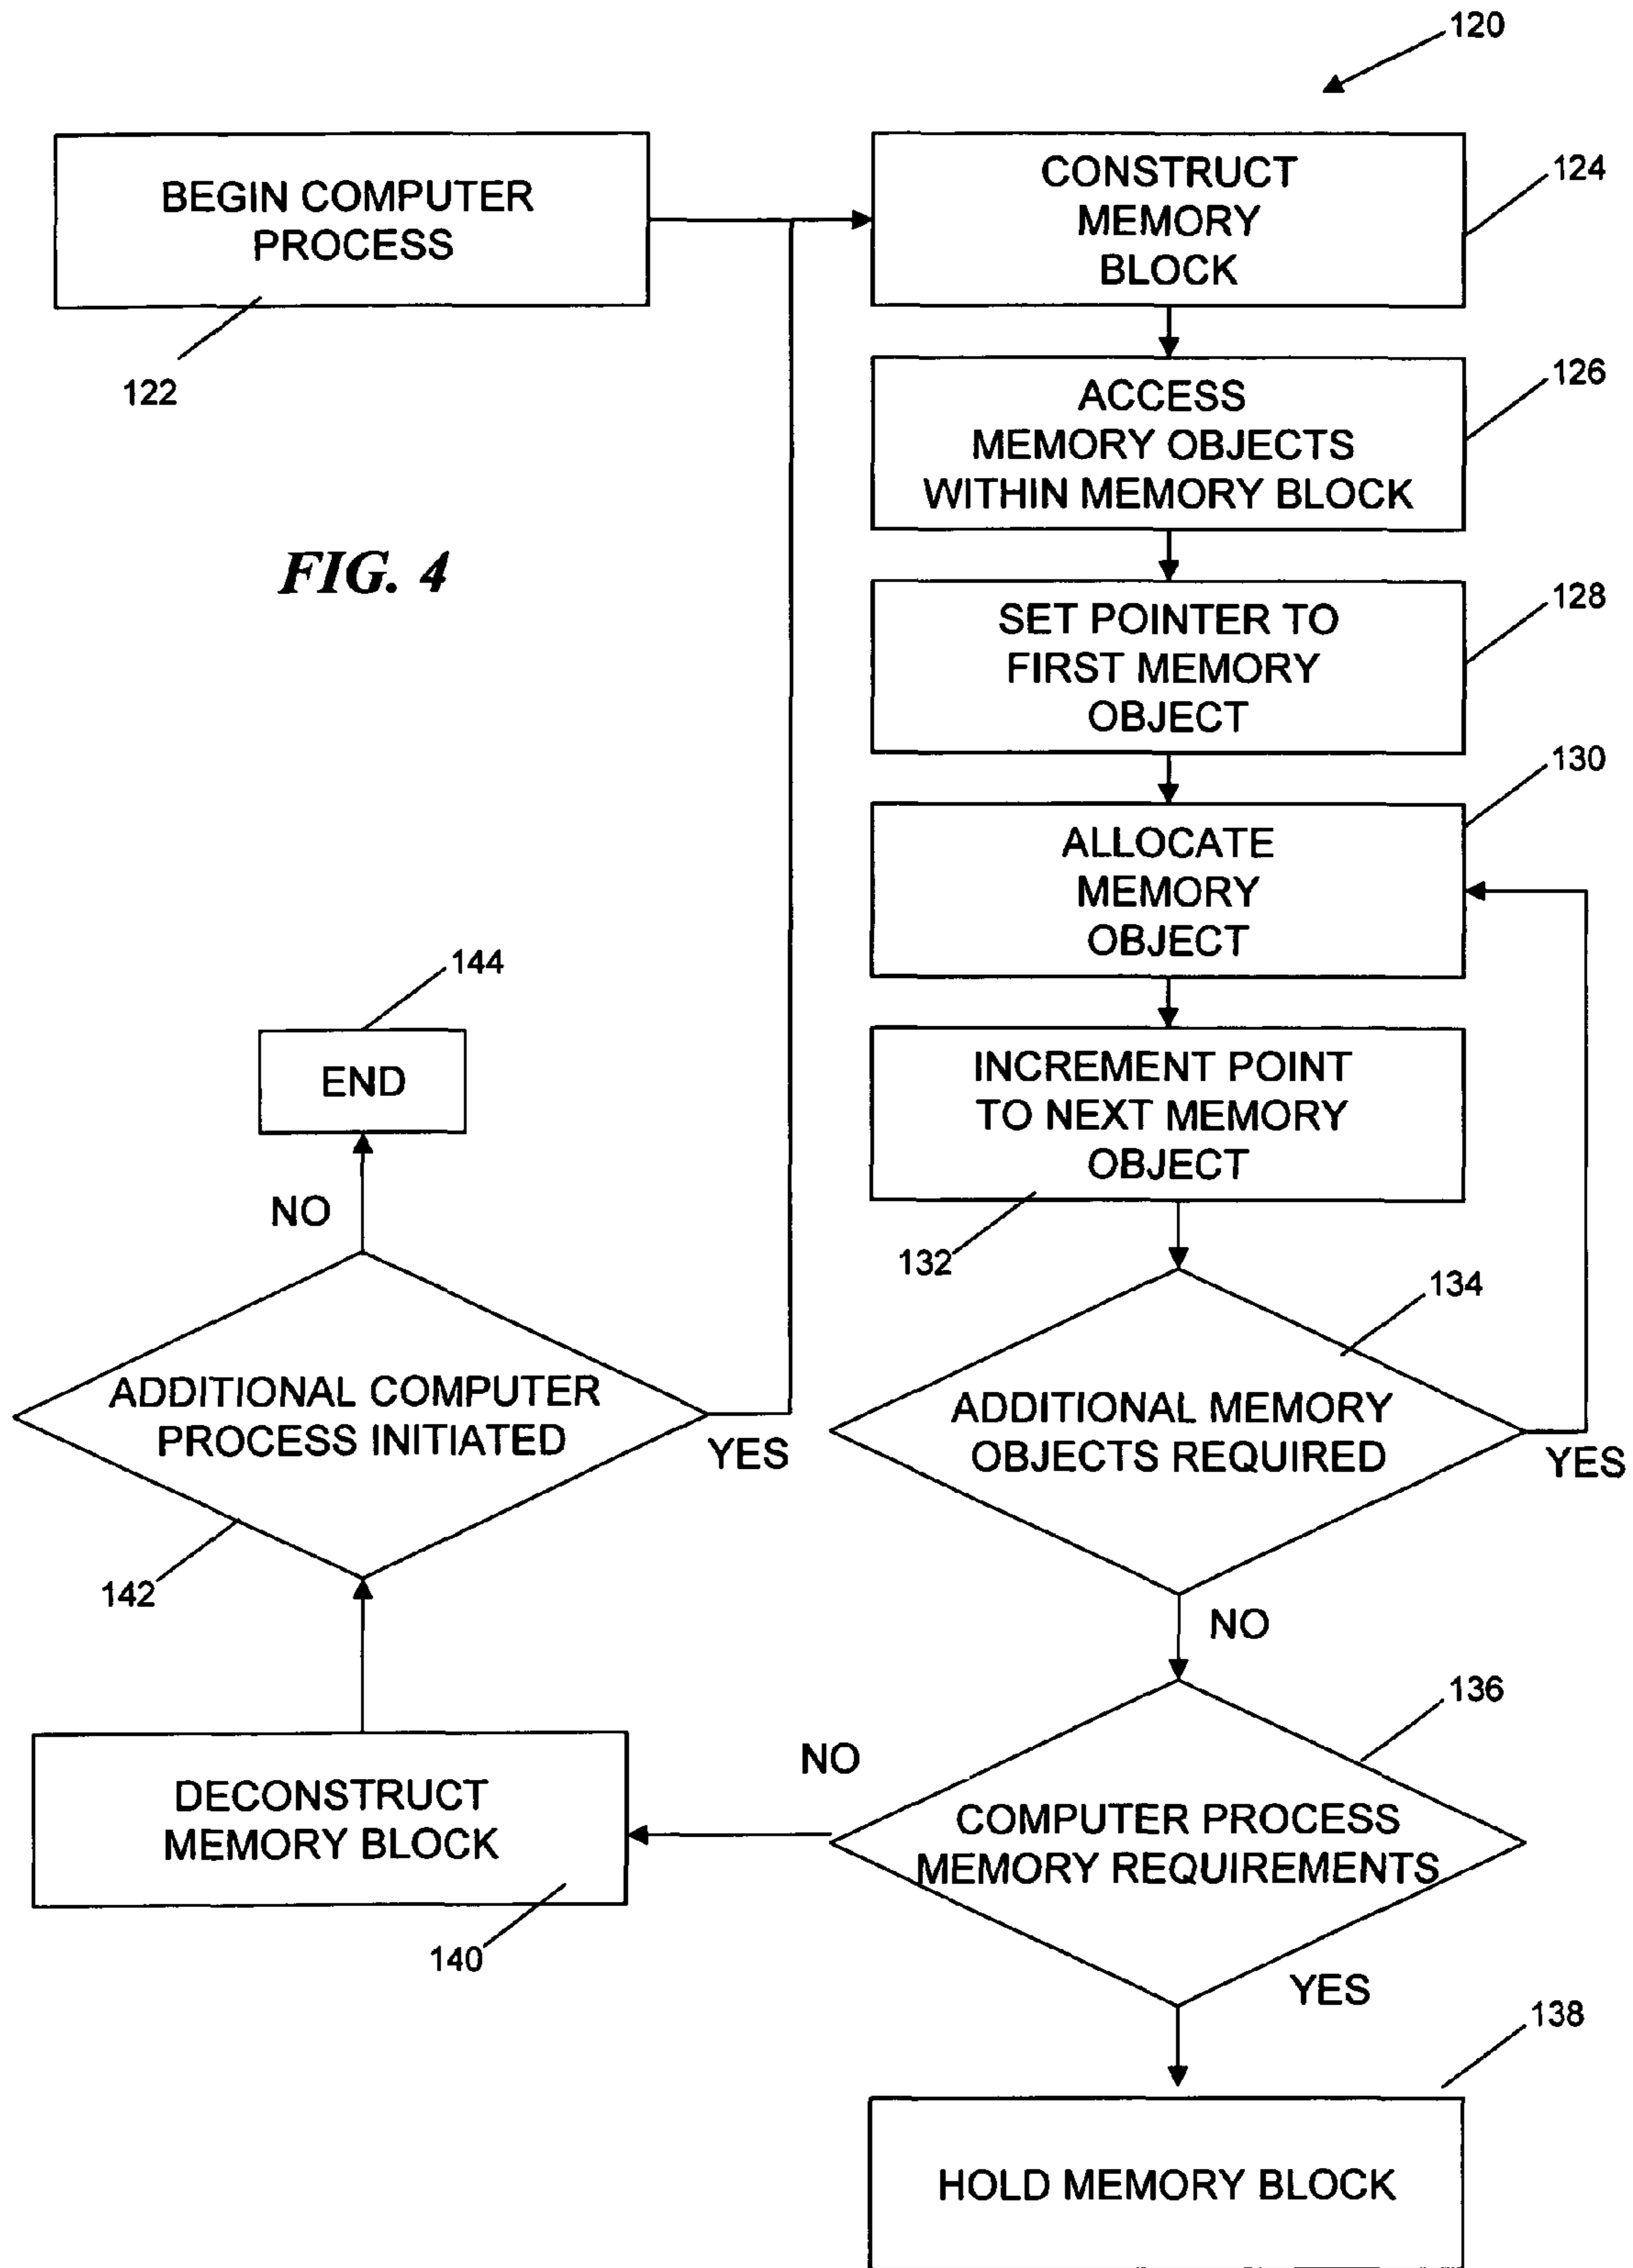 120
BEGIN COMPUTER
PROCESS
122
CONSTRUCT
MEMORY
BLOCK
124
ACCESS
MEMORY OBJECTS
WITHIN MEMORY BLOCK
126
FIG. 4
SET POINTER TO
FIRST MEMORY
OBJECT
128
ALLOCATE
MEMORY
OBJECT
130
INCREMENT POINT
TO NEXT MEMORY
OBJECT
132
ADDITIONAL MEMORY
OBJECTS REQUIRED
134
YES
NO
COMPUTER PROCESS
MEMORY REQUIREMENTS
136
YES
HOLD MEMORY BLOCK
138
NO
DECONSTRUCT
MEMORY BLOCK
140
ADDITIONAL COMPUTER
PROCESS INITIATED
142
YES
NO
END
144